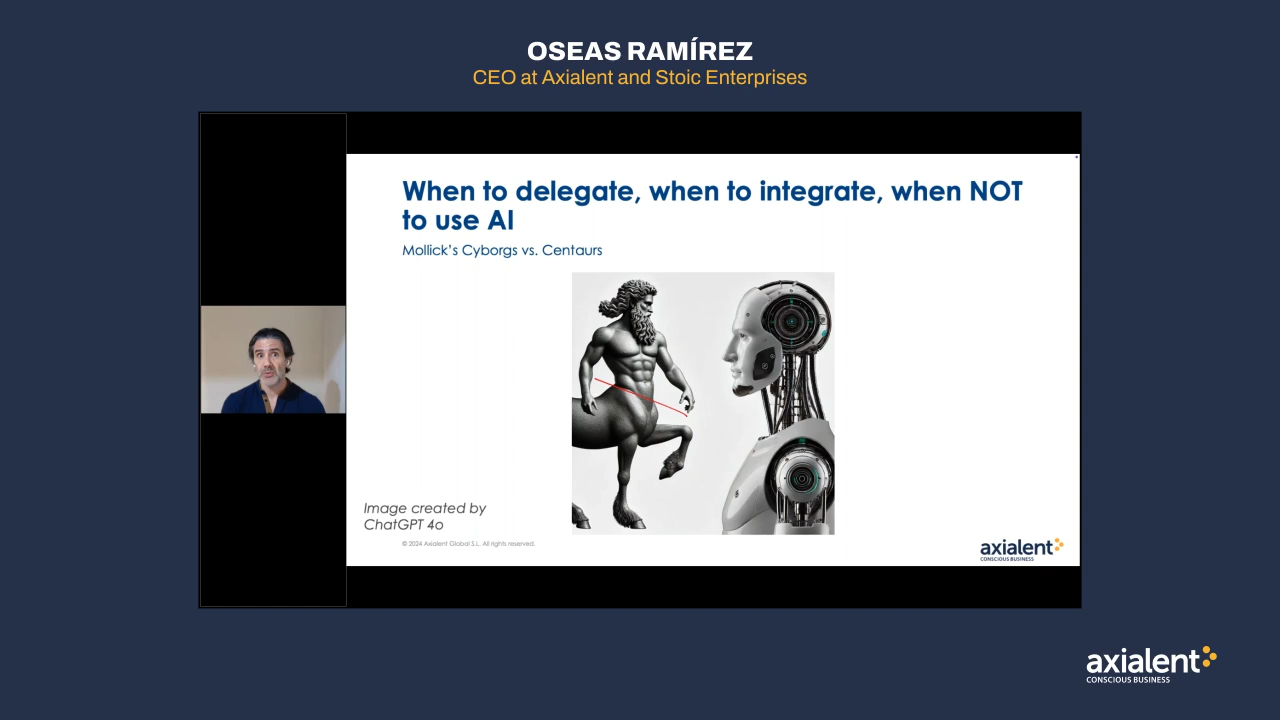 OSEAS RAMÍREZ
CEO at Axialent and Stoic Enterprises
When to delegate, when to integrate, when NOT
to use AI
Mollick's Cyborgs vs. Centaurs
Image created by
ChatGPT 4o
© 2024 Axialent Global S.L. All rights reserved.
axialent
CONSCIOUS BUSINESS
axialent
CONSCIOUS BUSINESS